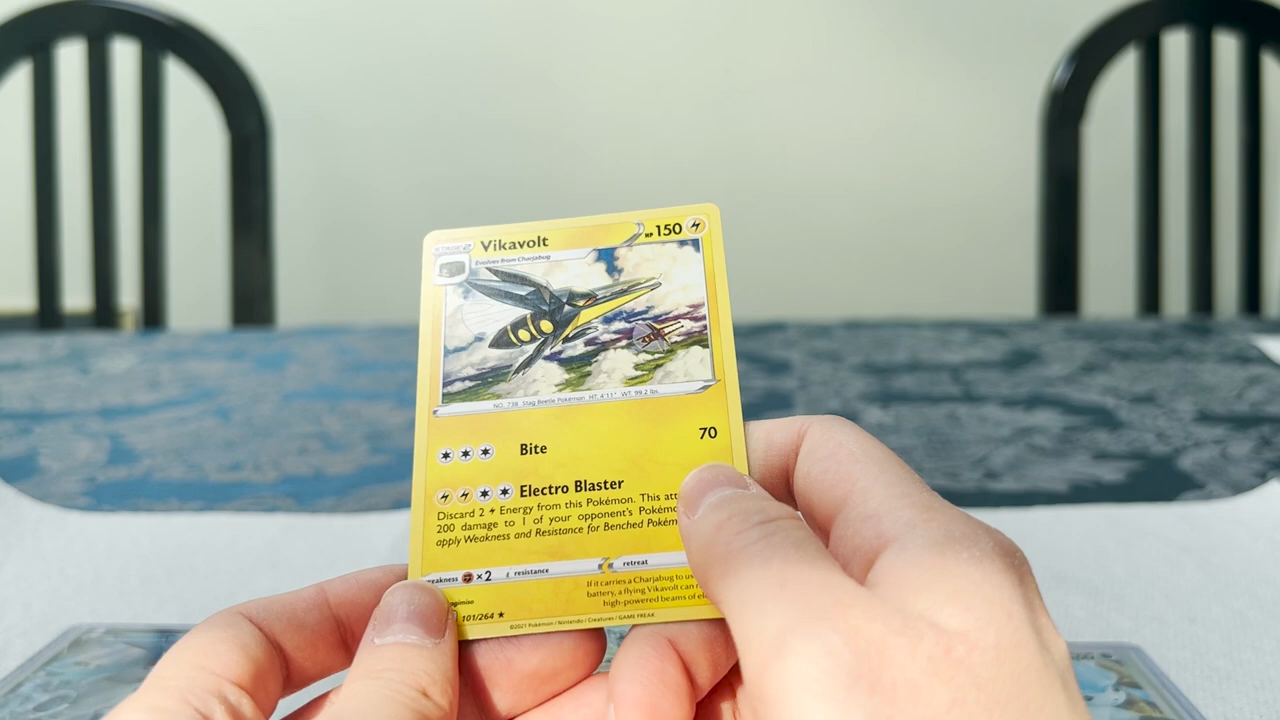 STAGE 2 Vikavolt HP 150
Evolves from Charjabug
NO. 738 Stag Beetle Pokémon HT: 4'11" WT: 99.2 lbs.
Bite 70
Electro Blaster
Discard 2 Energy from this Pokémon. This att
200 damage to 1 of your opponent's Pokémo
apply Weakness and Resistance for Benched Pokém
weakness ×2 resistance retreat
If it carries a Charjabug to us
battery, a flying Vikavolt can
high-powered beams of ele
101/264 ★
©2021 Pokémon / Nintendo / Creatures / GAME FREAK